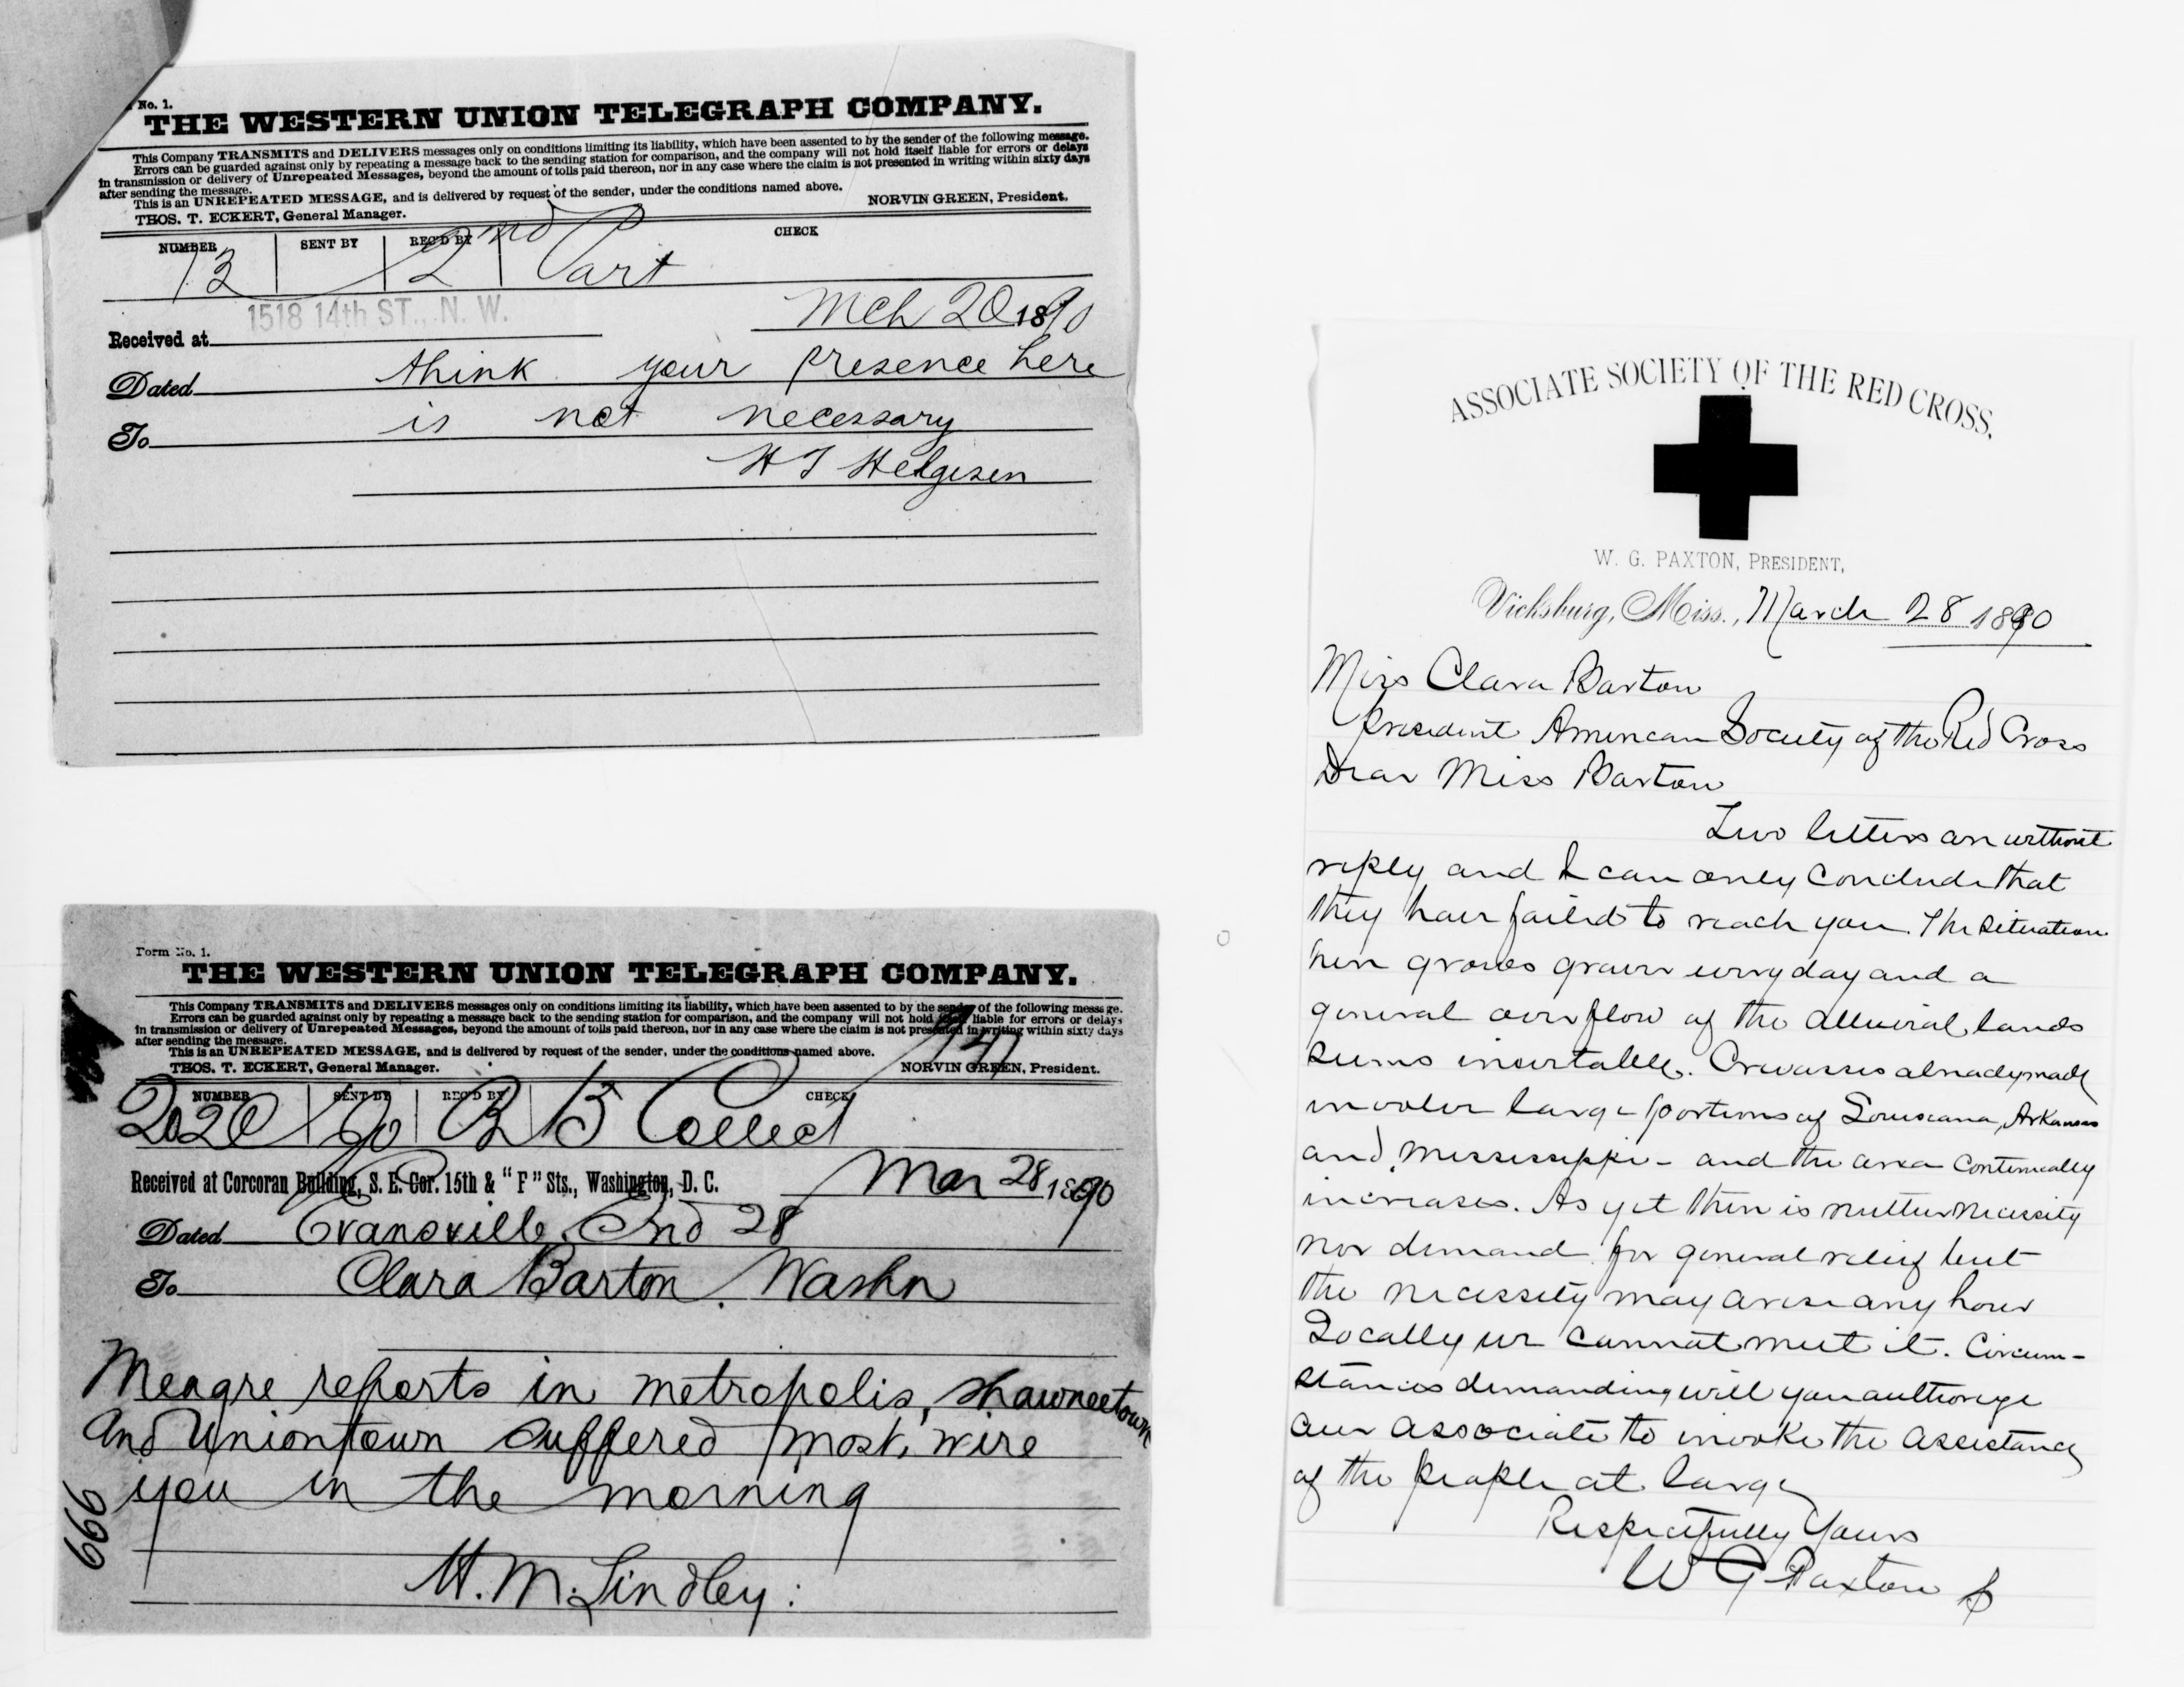 No. 1.
THE WESTERN UNION TELEGRAPH COMPANY.
This Company TRANSMITS and DELIVERS messages only on conditions limiting its liability, which have been assented to by the sender of the following message.
Errors can be guarded against only by repeating a message back to the sending station for comparison, and the company will not hold itself liable for errors or delays
in transmission or delivery of Unrepeated Messages, beyond the amount of tolls paid thereon, nor in any case where the claim is not presented in writing within sixty days
after sending the message.
This is an UNREPEATED MESSAGE, and is delivered by request of the sender, under the conditions named above.
THOS. T. ECKERT, General Manager. NORVIN GREEN, President.
NUMBER SENT BY REC'D BY CHECK
13 2 2nd Part
1518 14th ST., N. W.
Received at Mch 20 1890
Dated think your presence here
To is not necessary
H T Helgesen
Form No. 1.
THE WESTERN UNION TELEGRAPH COMPANY.
This Company TRANSMITS and DELIVERS messages only on conditions limiting its liability, which have been assented to by the sender of the following message.
Errors can be guarded against only by repeating a message back to the sending station for comparison, and the company will not hold itself liable for errors or delays
in transmission or delivery of Unrepeated Messages, beyond the amount of tolls paid thereon, nor in any case where the claim is not presented in writing within sixty days
after sending the message.
This is an UNREPEATED MESSAGE, and is delivered by request of the sender, under the conditions named above.
THOS. T. ECKERT, General Manager. NORVIN GREEN, President.
NUMBER SENT BY REC'D BY CHECK
2020 15 Collect
Received at Corcoran Building, S. E. Cor. 15th & "F" Sts., Washington, D. C. Mar 28 1890
Dated Evansville Ind 28
To Clara Barton Washn
Meagre reports in metropolis, Shawneetown
and Uniontown suffered most, wire
you in the morning
666
H. M. Lindley:
ASSOCIATE SOCIETY OF THE RED CROSS.
W. G. PAXTON, PRESIDENT,
Vicksburg, Miss., March 28 1890
Miss Clara Barton
President American Society of the Red Cross
Dear Miss Barton
Two letters are without
reply and I can only conclude that
they have failed to reach you. The situation
here grows graver every day and a
general overflow of the alluvial lands
seems inevitable. Crevasses already made
involve large portions of Louisiana, Arkansas
and Mississippi - and the area continually
increases. As yet there is neither necessity
nor demand for general relief but
the necessity may arise any hour
Locally we cannot meet it. Circum-
stances demanding will you authorize
our associate to invoke the assistance
of the people at large
Respectfully Yours
W G Paxton